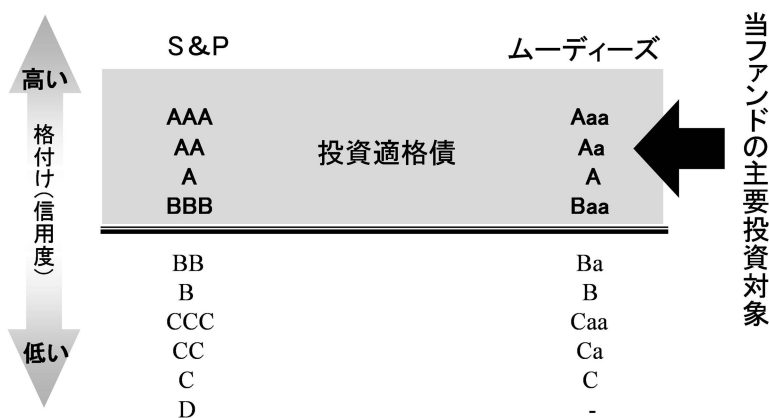 S&P ムーディーズ
高い
格付け(信用度)
低い
AAA Aaa
AA 投資適格債 Aa
A A
BBB Baa
BB Ba
B B
CCC Caa
CC Ca
C C
D -
当ファンドの主要投資対象